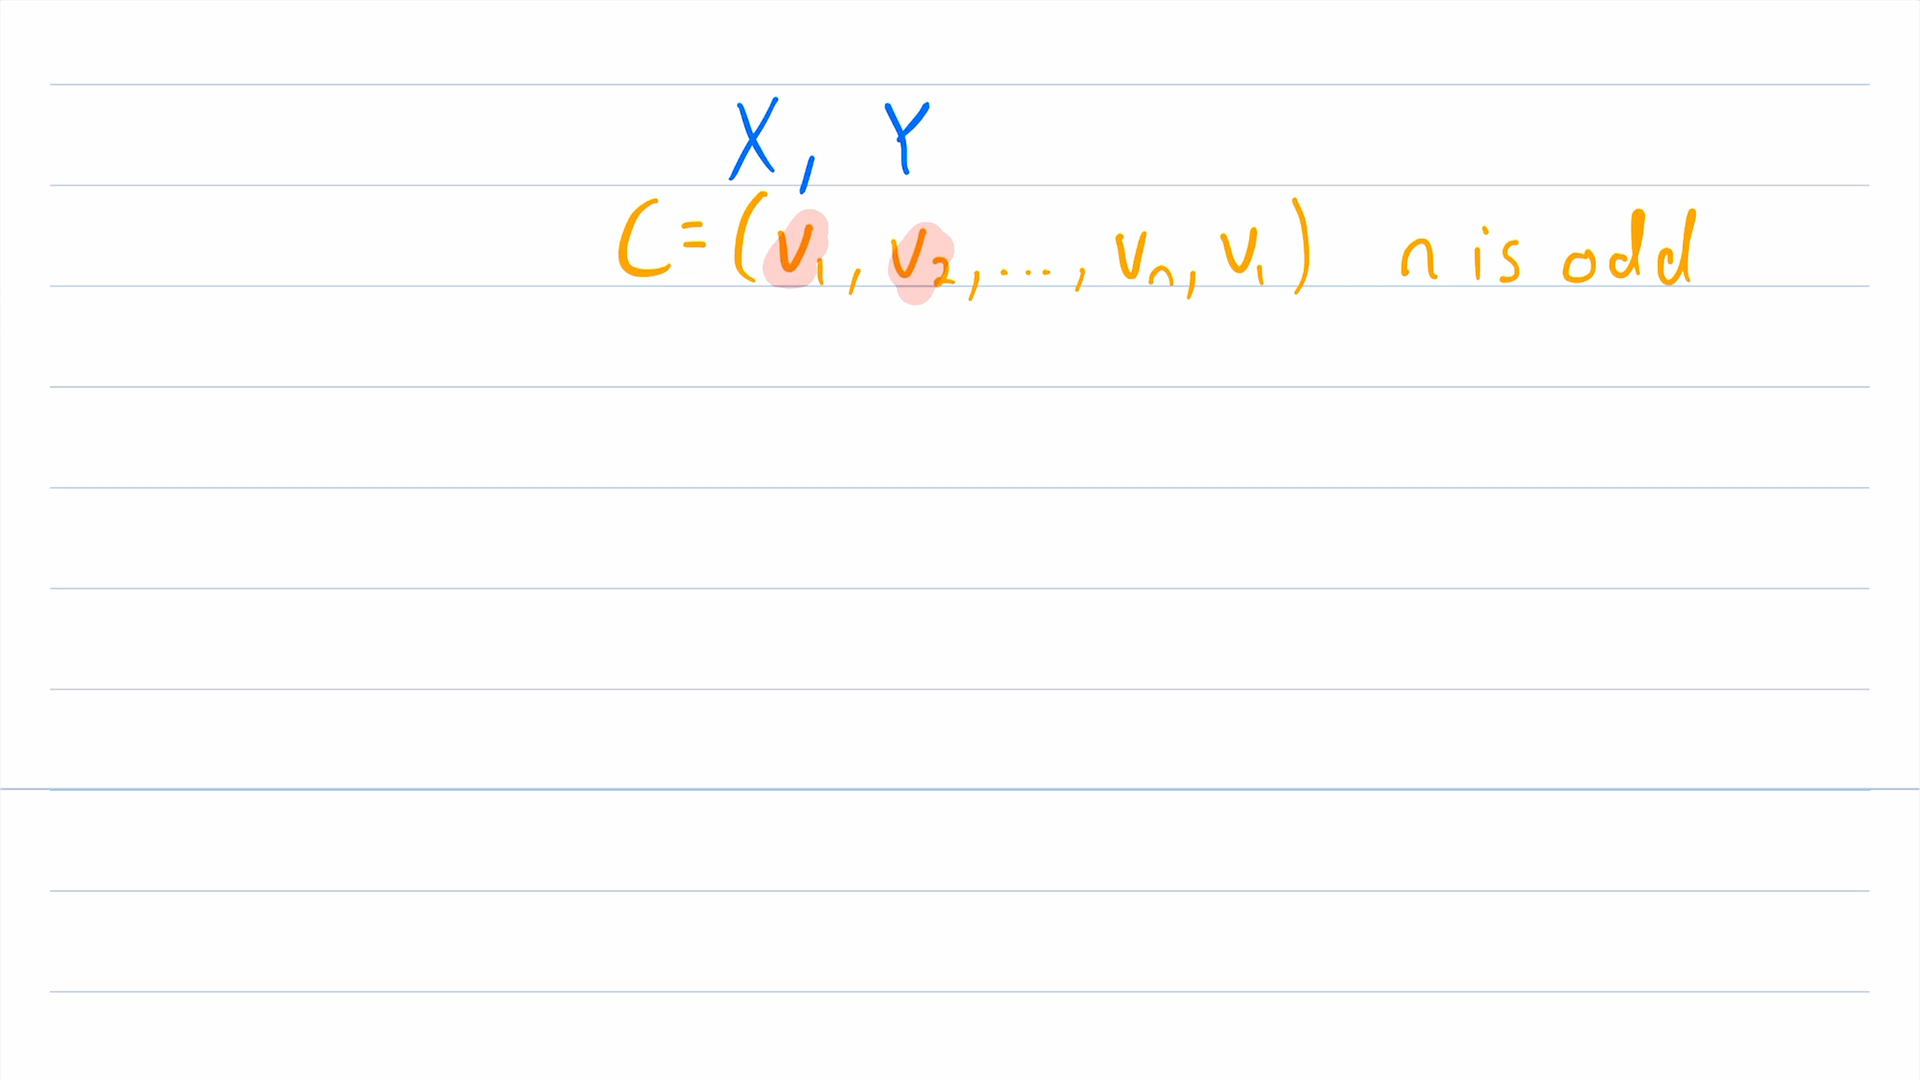 X, Y
C = (v₁, v₂, ..., vₙ, v₁) n is odd